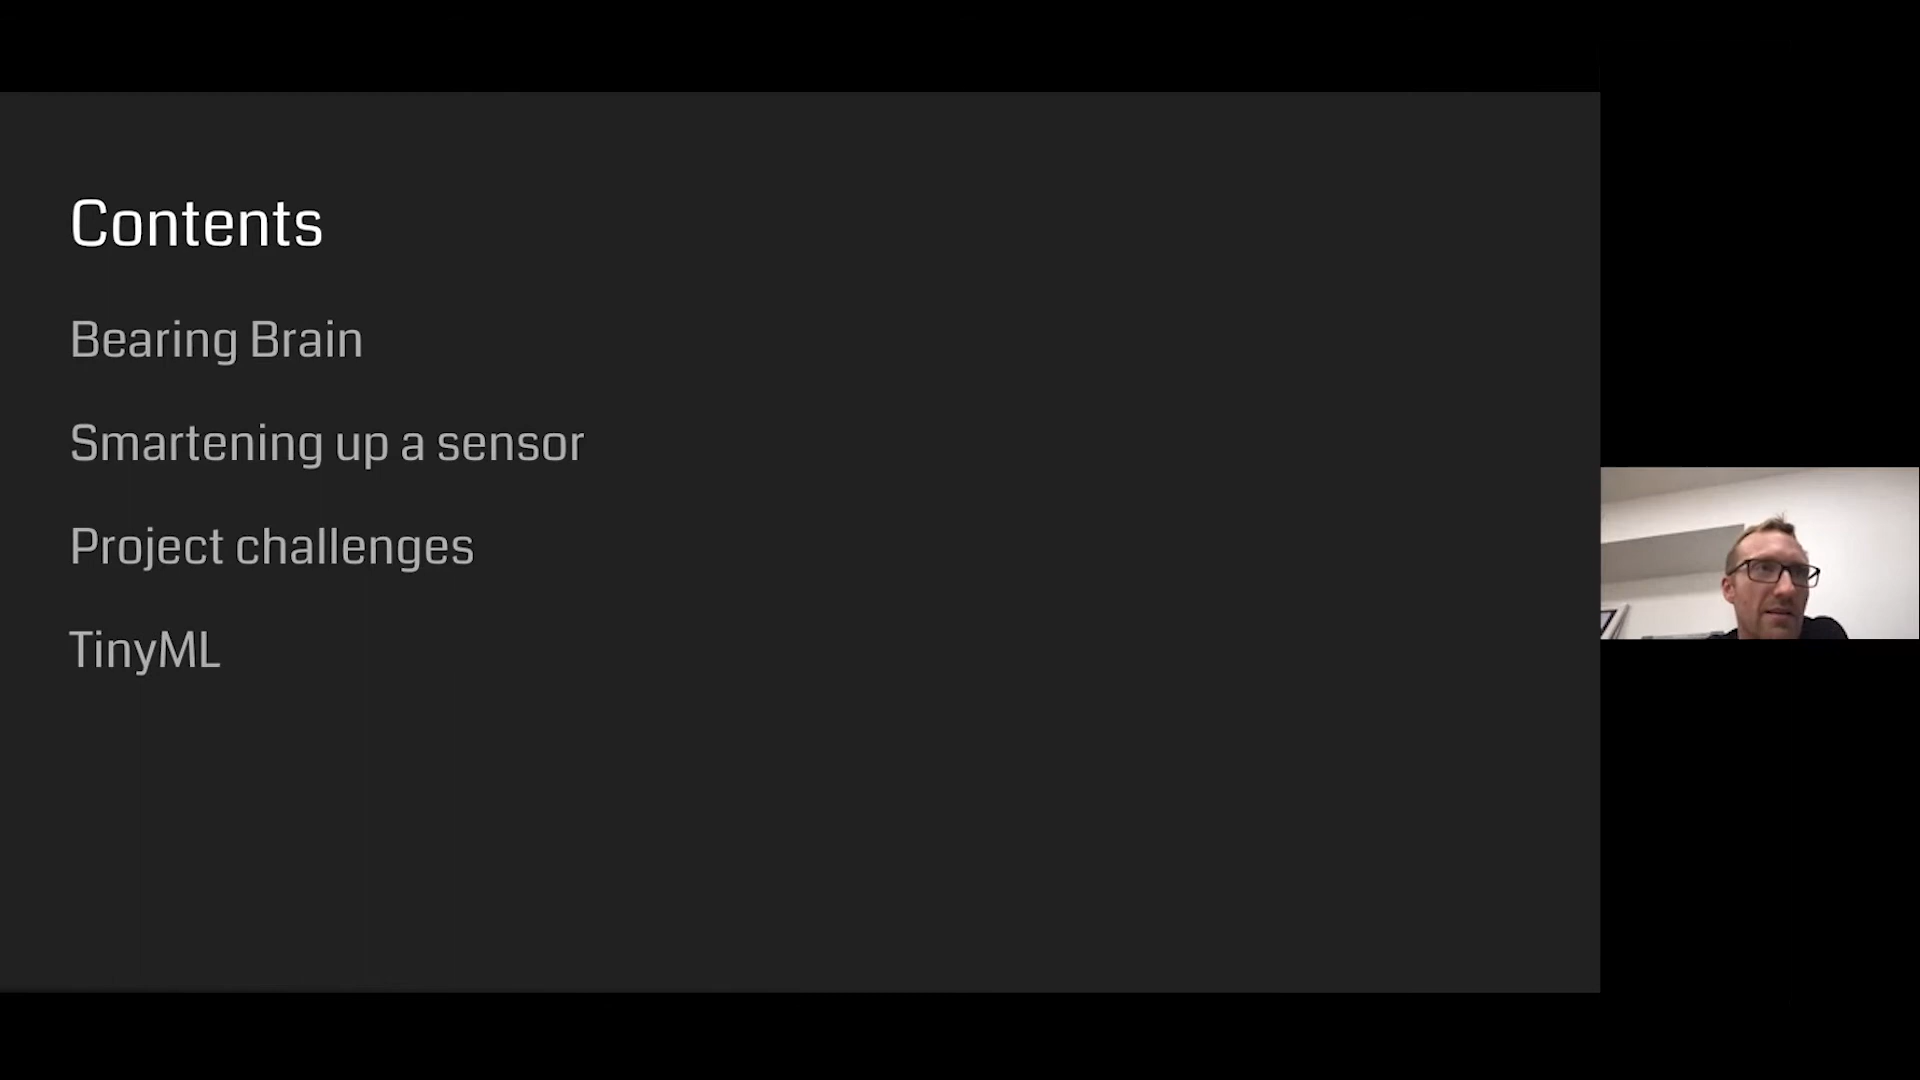 Contents
Bearing Brain
Smartening up a sensor
Project challenges
TinyML